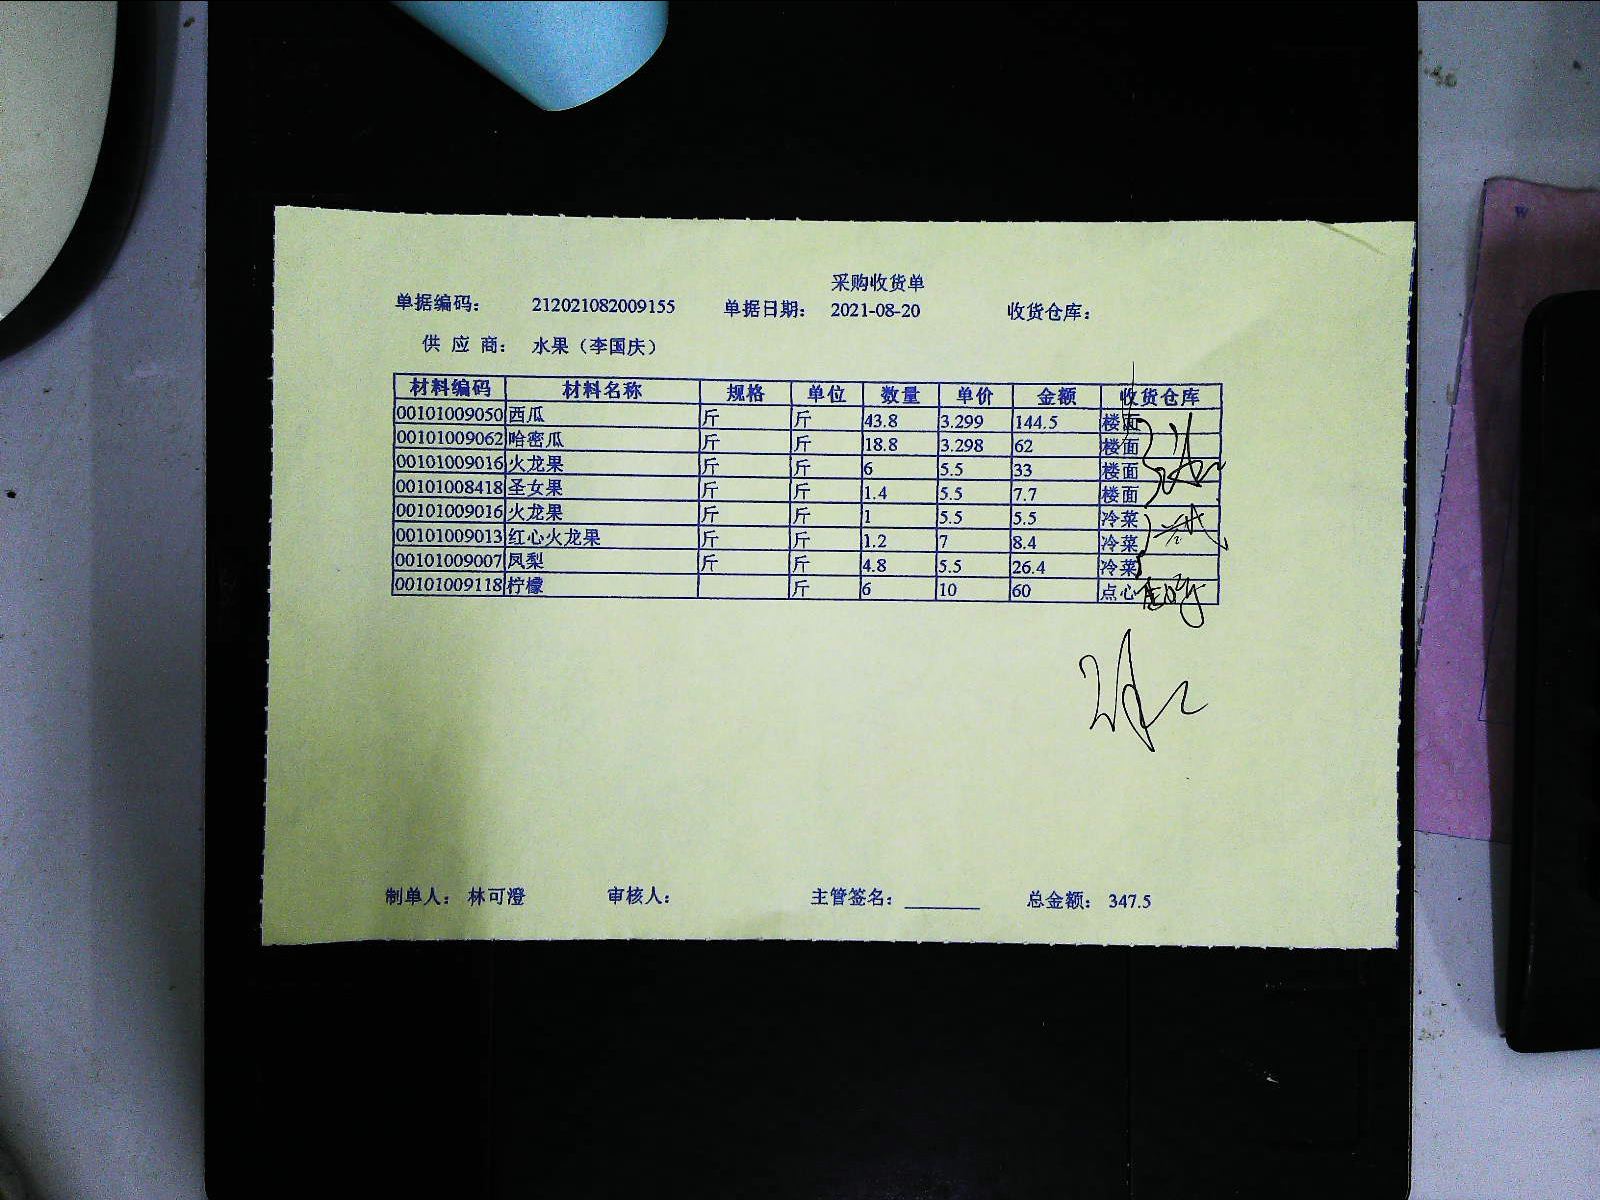 采购收货单
单据编码： 212021082009155 单据日期： 2021-08-20 收货仓库：
供 应 商： 水果（李国庆）
材料编码 材料名称 规格 单位 数量 单价 金额 收货仓库
00101009050 西瓜 斤 斤 43.8 3.299 144.5 楼面
00101009062 哈密瓜 斤 斤 18.8 3.298 62 楼面
00101009016 火龙果 斤 斤 6 5.5 33 楼面
00101008418 圣女果 斤 斤 1.4 5.5 7.7 楼面
00101009016 火龙果 斤 斤 1 5.5 5.5 冷菜
00101009013 红心火龙果 斤 斤 1.2 7 8.4 冷菜
00101009007 凤梨 斤 斤 4.8 5.5 26.4 冷菜
00101009118 柠檬 斤 6 10 60 点心
制单人： 林可澄 审核人： 主管签名： 总金额： 347.5